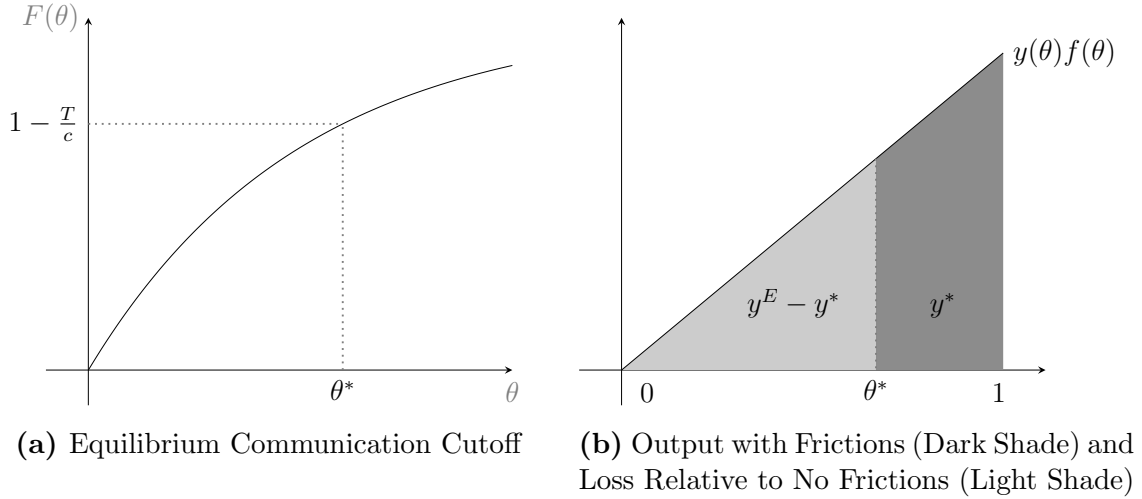 F(θ)
1 − T/c
θ*
θ
(a) Equilibrium Communication Cutoff
y(θ)f(θ)
y^E − y*
y*
0
θ*
1
(b) Output with Frictions (Dark Shade) and
Loss Relative to No Frictions (Light Shade)